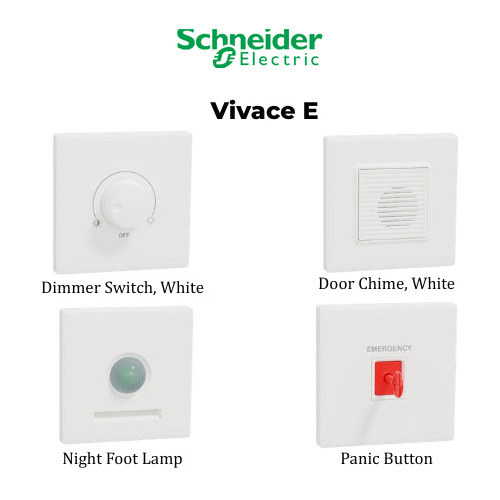 Schneider
Electric
Vivace E
OFF
Dimmer Switch, White
Door Chime, White
Night Foot Lamp
EMERGENCY
Panic Button